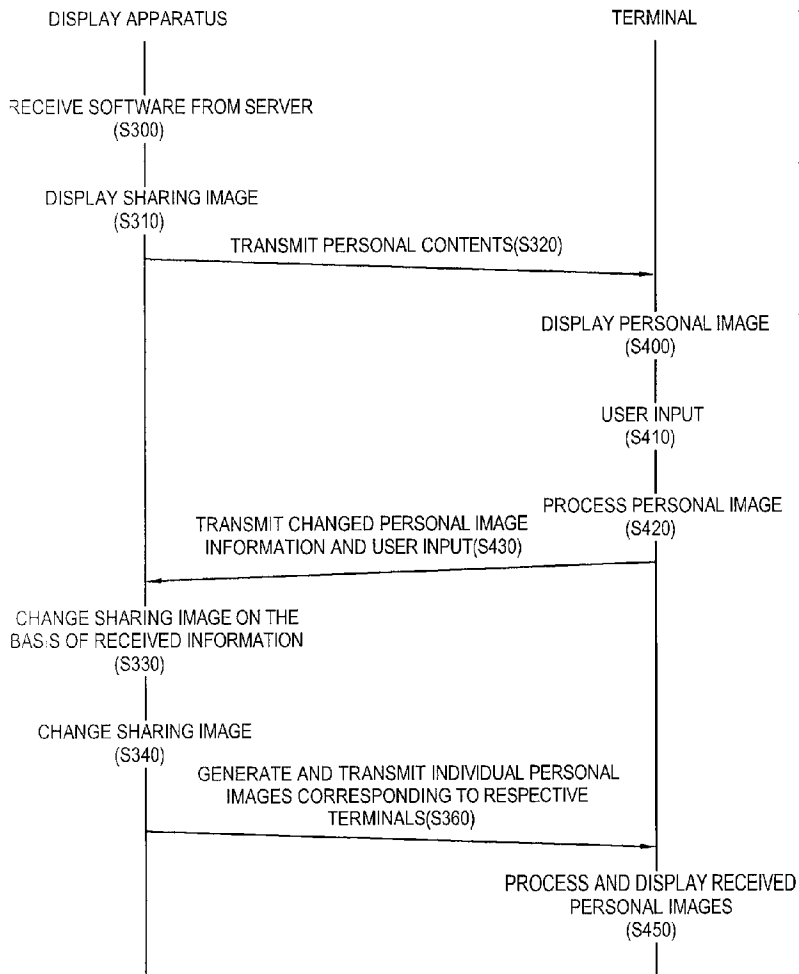 DISPLAY APPARATUS
TERMINAL
RECEIVE SOFTWARE FROM SERVER
(S300)
DISPLAY SHARING IMAGE
(S310)
TRANSMIT PERSONAL CONTENTS(S320)
DISPLAY PERSONAL IMAGE
(S400)
USER INPUT
(S410)
PROCESS PERSONAL IMAGE
(S420)
TRANSMIT CHANGED PERSONAL IMAGE
INFORMATION AND USER INPUT(S430)
CHANGE SHARING IMAGE ON THE
BASIS OF RECEIVED INFORMATION
(S330)
CHANGE SHARING IMAGE
(S340)
GENERATE AND TRANSMIT INDIVIDUAL PERSONAL
IMAGES CORRESPONDING TO RESPECTIVE
TERMINALS(S360)
PROCESS AND DISPLAY RECEIVED
PERSONAL IMAGES
(S450)